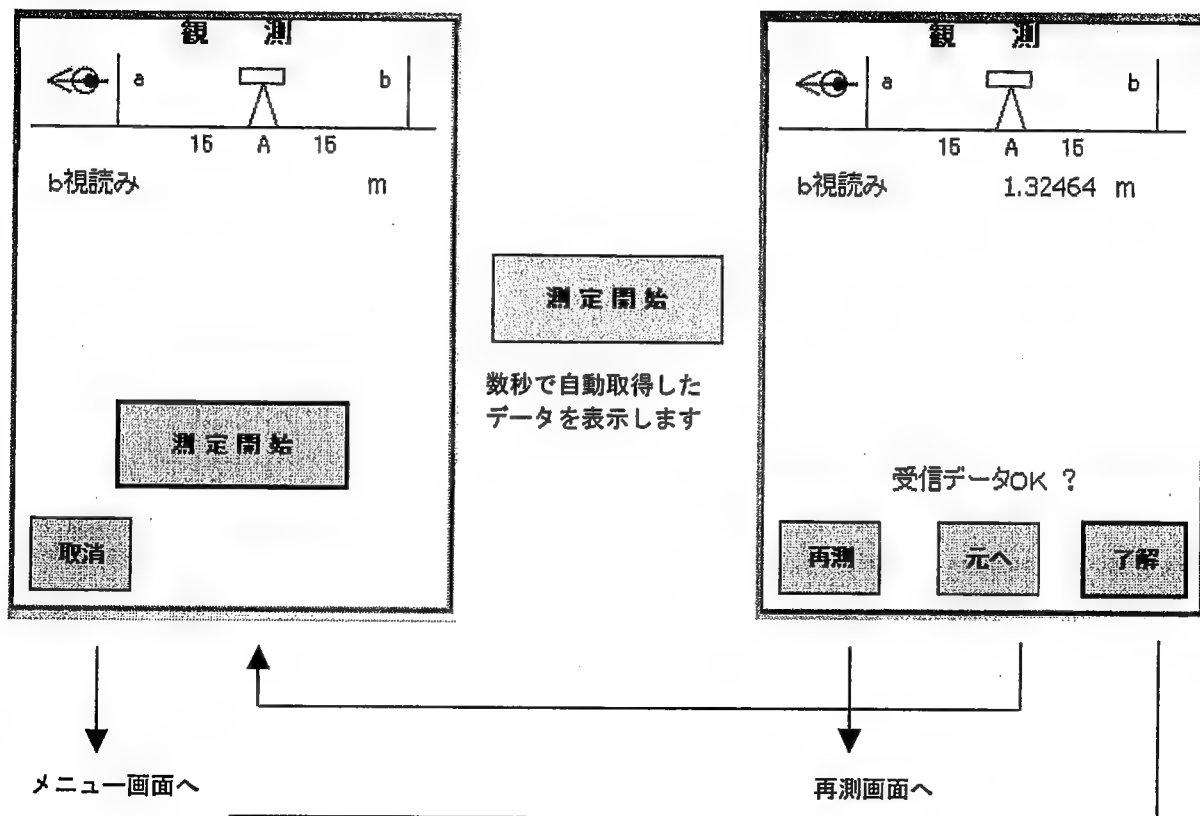 観 測
a
b
15 A 15
b視読み m
測定開始
取消
メニュー画面へ
測定開始
数秒で自動取得した
データを表示します
観 測
a
b
15 A 15
b視読み 1.32464 m
受信データOK ?
再測 元へ 了解
再測画面へ